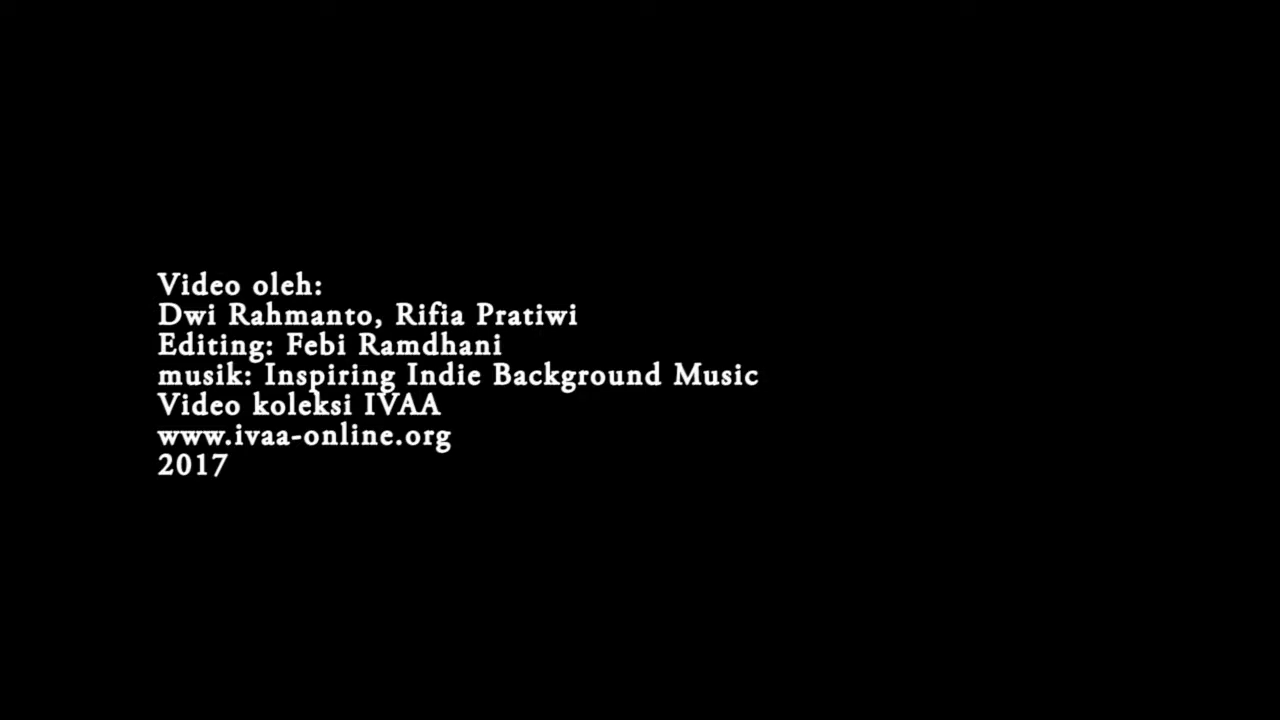 Video oleh:
Dwi Rahmanto, Rifia Pratiwi
Editing: Febi Ramdhani
musik: Inspiring Indie Background Music
Video koleksi IVAA
www.ivaa-online.org
2017